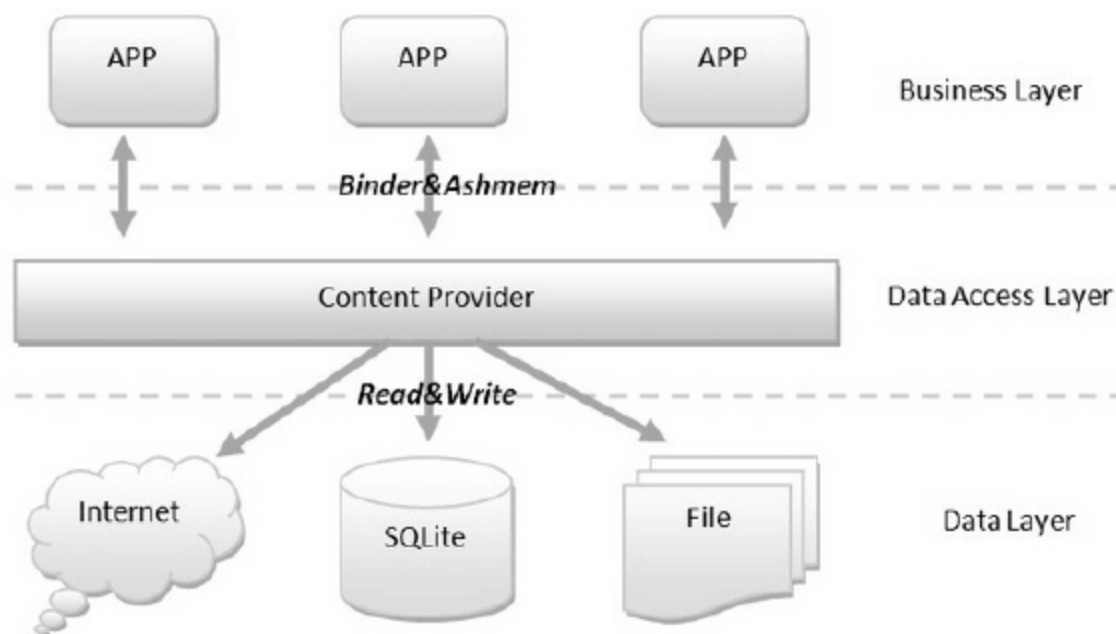 APP
APP
APP
Business Layer
Binder&Ashmem
Content Provider
Data Access Layer
Read&Write
Internet
SQLite
File
Data Layer